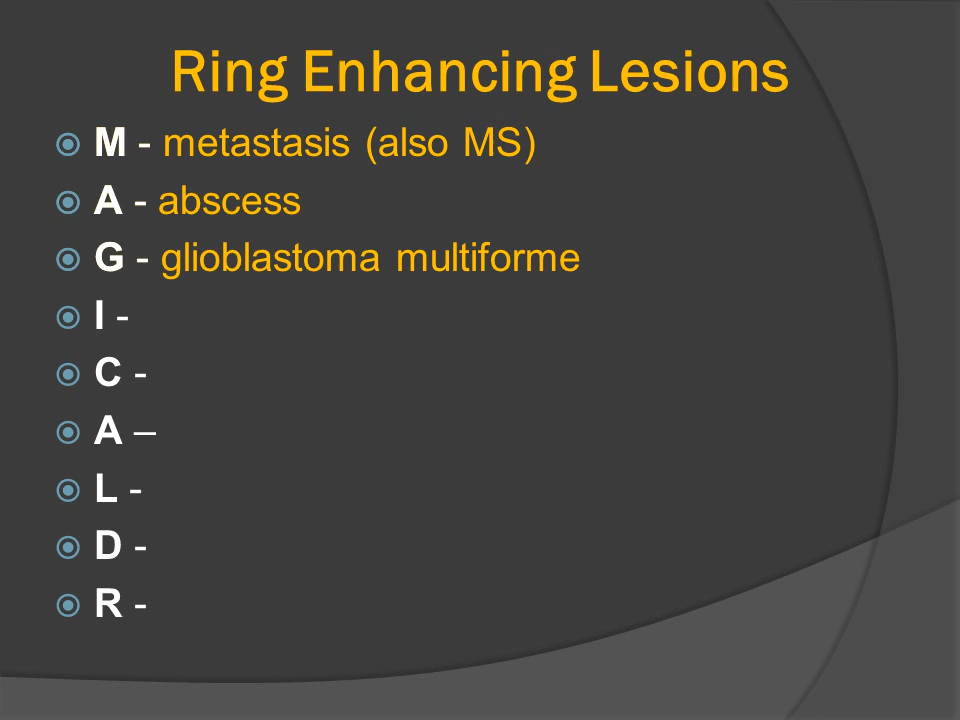 Ring Enhancing Lesions
M - metastasis (also MS)
A - abscess
G - glioblastoma multiforme
I -
C -
A –
L -
D -
R -